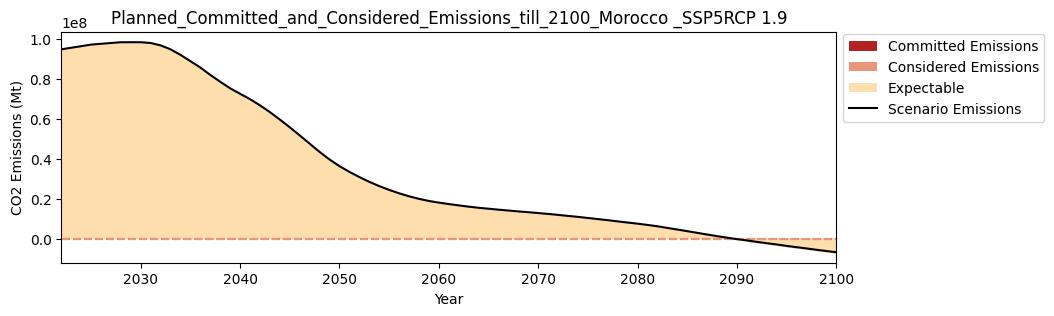 Planned_Committed_and_Considered_Emissions_till_2100_Morocco _SSP5RCP 1.9
1e8
1.0
0.8
0.6
0.4
0.2
0.0
CO2 Emissions (Mt)
2030 2040 2050 2060 2070 2080 2090 2100
Year
Committed Emissions
Considered Emissions
Expectable
Scenario Emissions